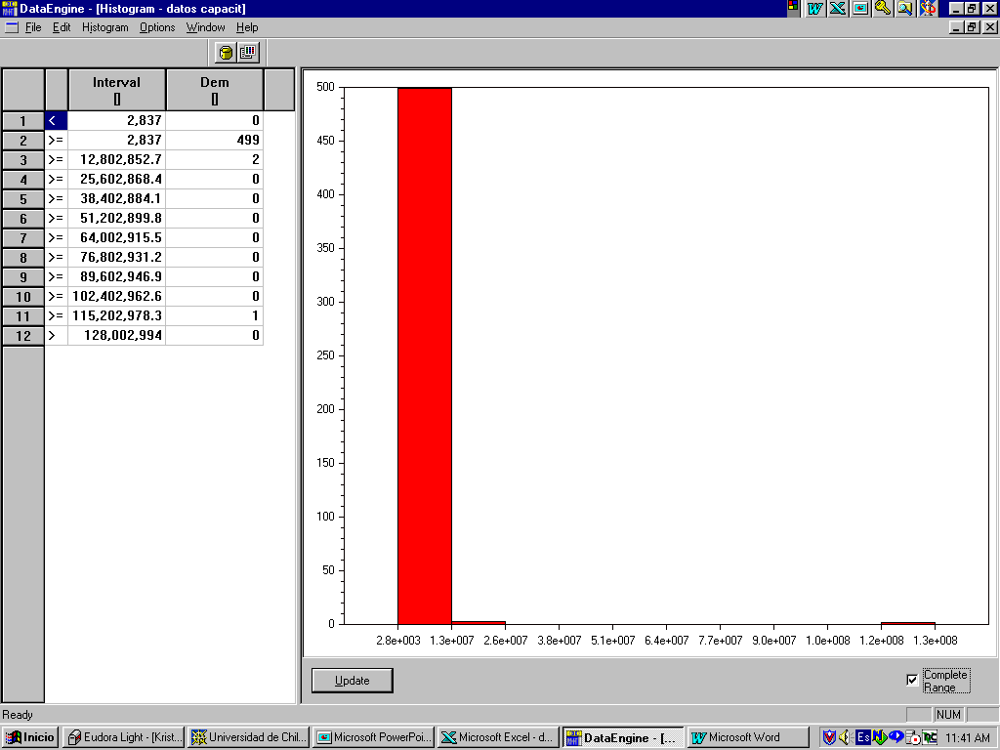 DataEngine - [Histogram - datos capacit]
File Edit Histogram Options Window Help
Interval Dem
[] []
1 < 2,837 0
2 >= 2,837 499
3 >= 12,802,852.7 2
4 >= 25,602,868.4 0
5 >= 38,402,884.1 0
6 >= 51,202,899.8 0
7 >= 64,002,915.5 0
8 >= 76,802,931.2 0
9 >= 89,602,946.9 0
10 >= 102,402,962.6 0
11 >= 115,202,978.3 1
12 > 128,002,994 0
500
450
400
350
300
250
200
150
100
50
0
2.8e+003 1.3e+007 2.6e+007 3.8e+007 5.1e+007 6.4e+007 7.7e+007 9.0e+007 1.0e+008 1.2e+008 1.3e+008
Update
Complete
Range
Ready NUM
Inicio Eudora Light - [Krist... Universidad de Chil... Microsoft PowerPoi... Microsoft Excel - d... DataEngine - [... Microsoft Word Es 11:41 AM